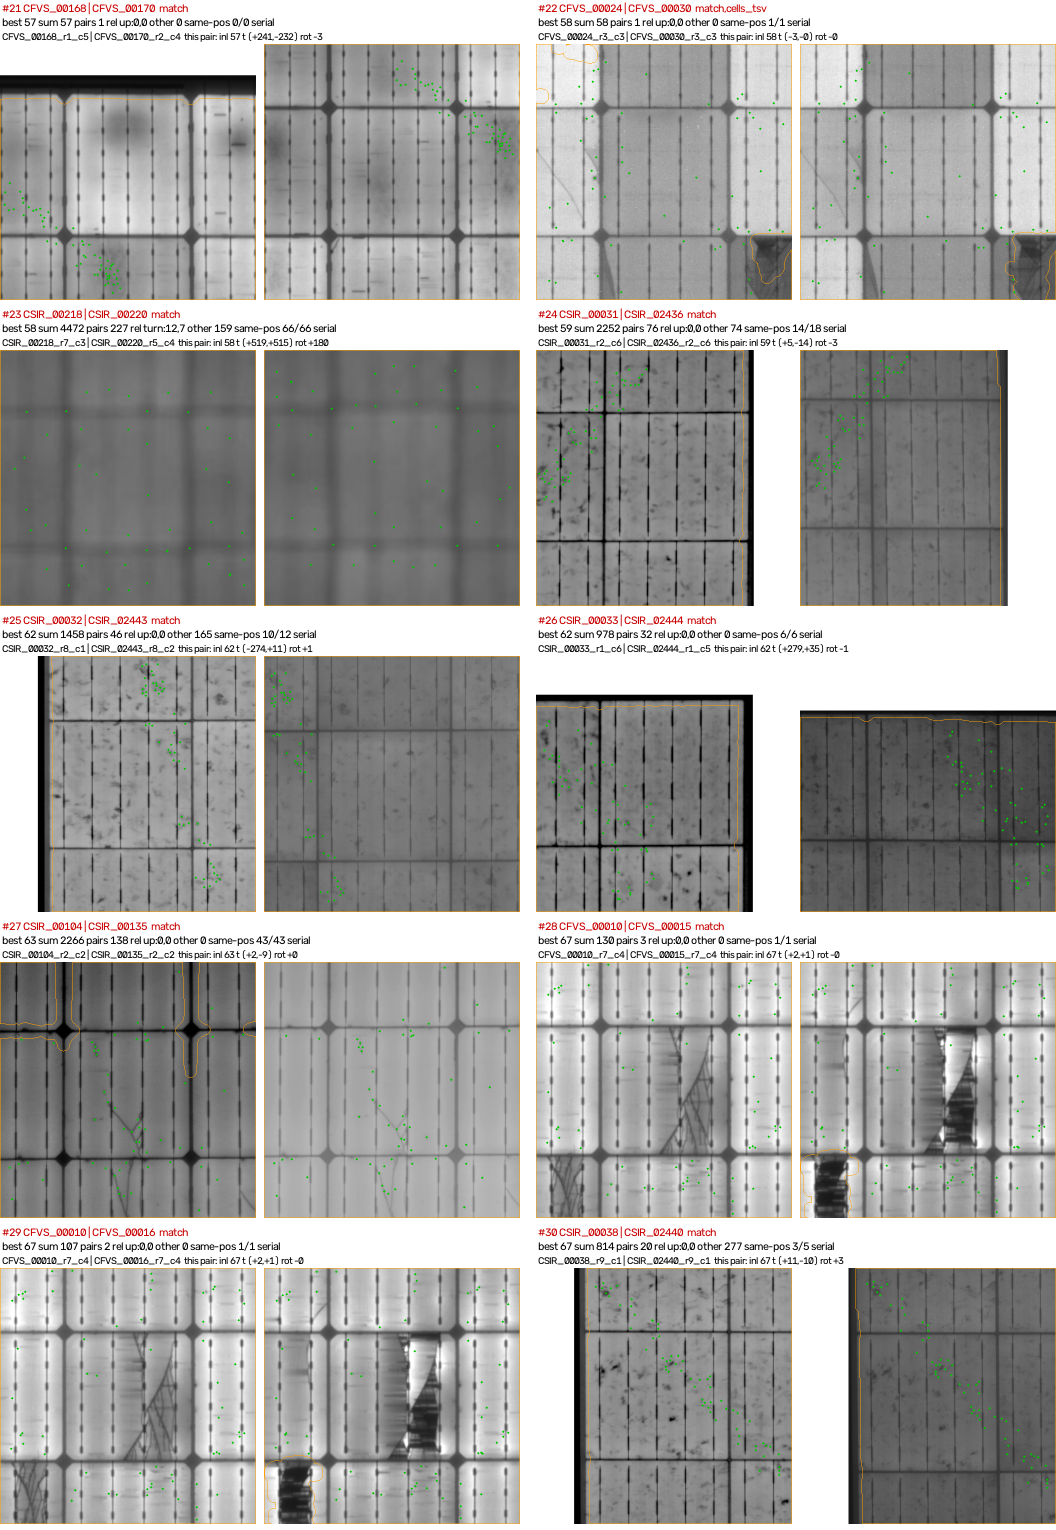 #21 CFVS_00168 | CFVS_00170 match
best 57 sum 57 pairs 1 rel up:0,0 other 0 same-pos 0/0 serial
CFVS_00168_r1_c5 | CFVS_00170_r2_c4 this pair: inl 57 t (+241,-232) rot -3
#22 CFVS_00024 | CFVS_00030 match,cells_tsv
best 58 sum 58 pairs 1 rel up:0,0 other 0 same-pos 1/1 serial
CFVS_00024_r3_c3 | CFVS_00030_r3_c3 this pair: inl 58 t (-3,-0) rot -0
#23 CSIR_00218 | CSIR_00220 match
best 58 sum 4472 pairs 227 rel turn:12,7 other 159 same-pos 66/66 serial
CSIR_00218_r7_c3 | CSIR_00220_r5_c4 this pair: inl 58 t (+519,+515) rot +180
#24 CSIR_00031 | CSIR_02436 match
best 59 sum 2252 pairs 76 rel up:0,0 other 74 same-pos 14/18 serial
CSIR_00031_r2_c6 | CSIR_02436_r2_c6 this pair: inl 59 t (+5,-14) rot -3
#25 CSIR_00032 | CSIR_02443 match
best 62 sum 1458 pairs 46 rel up:0,0 other 165 same-pos 10/12 serial
CSIR_00032_r8_c1 | CSIR_02443_r8_c2 this pair: inl 62 t (-274,+11) rot +1
#26 CSIR_00033 | CSIR_02444 match
best 62 sum 978 pairs 32 rel up:0,0 other 0 same-pos 6/6 serial
CSIR_00033_r1_c6 | CSIR_02444_r1_c5 this pair: inl 62 t (+279,+35) rot -1
#27 CSIR_00104 | CSIR_00135 match
best 63 sum 2266 pairs 138 rel up:0,0 other 0 same-pos 43/43 serial
CSIR_00104_r2_c2 | CSIR_00135_r2_c2 this pair: inl 63 t (+2,-9) rot +0
#28 CFVS_00010 | CFVS_00015 match
best 67 sum 130 pairs 3 rel up:0,0 other 0 same-pos 1/1 serial
CFVS_00010_r7_c4 | CFVS_00015_r7_c4 this pair: inl 67 t (+2,+1) rot -0
#29 CFVS_00010 | CFVS_00016 match
best 67 sum 107 pairs 2 rel up:0,0 other 0 same-pos 1/1 serial
CFVS_00010_r7_c4 | CFVS_00016_r7_c4 this pair: inl 67 t (+2,+1) rot -0
#30 CSIR_00038 | CSIR_02440 match
best 67 sum 814 pairs 20 rel up:0,0 other 277 same-pos 3/5 serial
CSIR_00038_r9_c1 | CSIR_02440_r9_c1 this pair: inl 67 t (+11,-10) rot +3